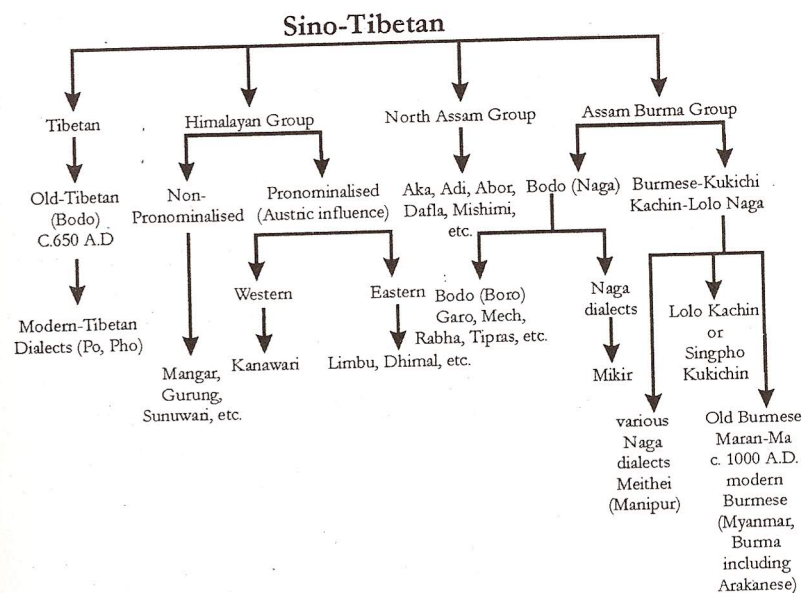 Sino-Tibetan
Tibetan
Himalayan Group
North Assam Group
Assam Burma Group
Old-Tibetan
(Bodo)
C.650 A.D
Non-
Pronominalised
Pronominalised
(Austric influence)
Aka, Adi, Abor,
Dafla, Mishimi,
etc.
Bodo (Naga)
Burmese-Kukichi
Kachin-Lolo Naga
Modern-Tibetan
Dialects (Po, Pho)
Western
Eastern
Bodo (Boro)
Garo, Mech,
Rabha, Tipras, etc.
Naga
dialects
Lolo Kachin
or
Singpho
Kukichin
Mangar,
Gurung,
Sunuwari, etc.
Kanawari
Limbu, Dhimal, etc.
Mikir
various
Naga
dialects
Meithei
(Manipur)
Old Burmese
Maran-Ma
c. 1000 A.D.
modern
Burmese
(Myanmar,
Burma
including
Arakanese)